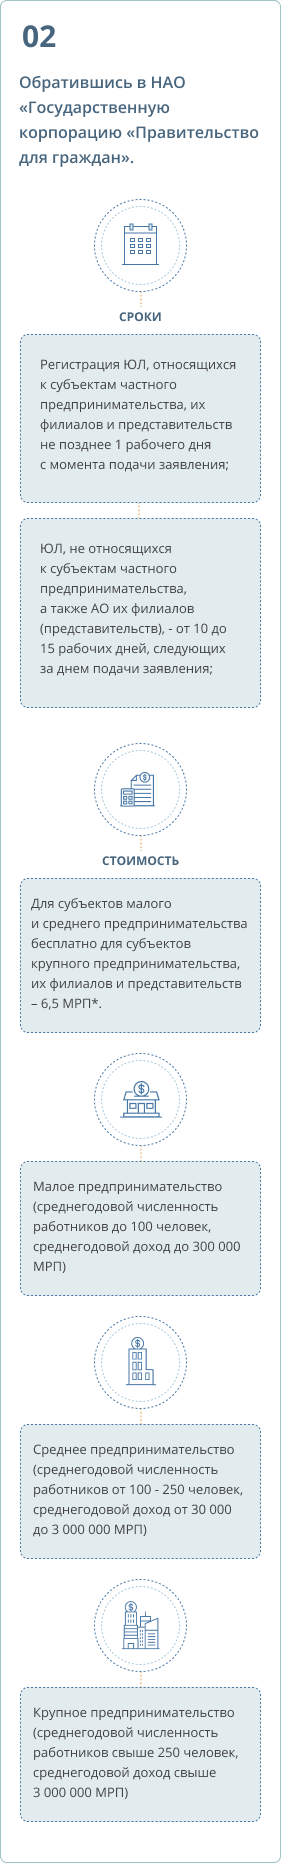 02
Обратившись в НАО
«Государственную
корпорацию «Правительство
для граждан».
СРОКИ
Регистрация ЮЛ, относящихся
к субъектам частного
предпринимательства, их
филиалов и представительств
не позднее 1 рабочего дня
с момента подачи заявления;
ЮЛ, не относящихся
к субъектам частного
предпринимательства,
а также АО их филиалов
(представительств), - от 10 до
15 рабочих дней, следующих
за днем подачи заявления;
СТОИМОСТЬ
Для субъектов малого
и среднего предпринимательства
бесплатно для субъектов
крупного предпринимательства,
их филиалов и представительств
– 6,5 МРП*.
Малое предпринимательство
(среднегодовой численность
работников до 100 человек,
среднегодовой доход до 300 000
МРП)
Среднее предпринимательство
(среднегодовой численность
работников от 100 - 250 человек,
среднегодовой доход от 30 000
до 3 000 000 МРП)
Крупное предпринимательство
(среднегодовой численность
работников свыше 250 человек,
среднегодовой доход свыше
3 000 000 МРП)